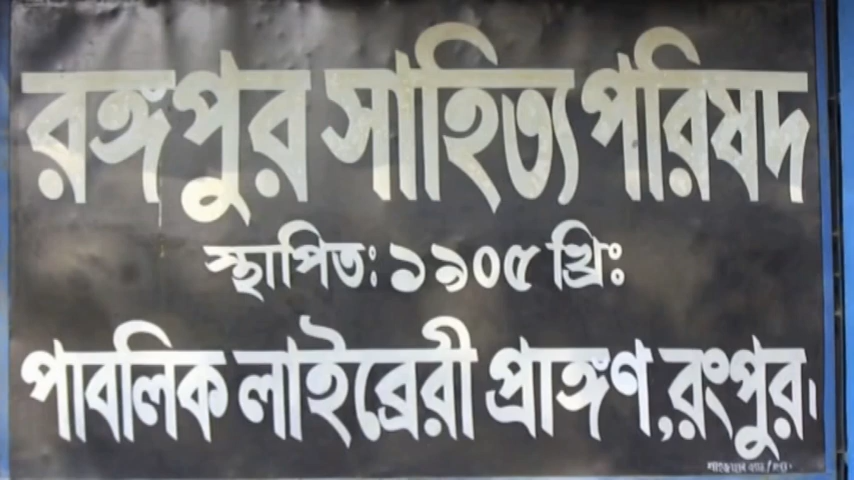 রঙ্গপুর সাহিত্য পরিষদ
স্থাপিত: ১৯০৫ খ্রি:
পাবলিক লাইব্রেরী প্রাঙ্গণ, রংপুর।